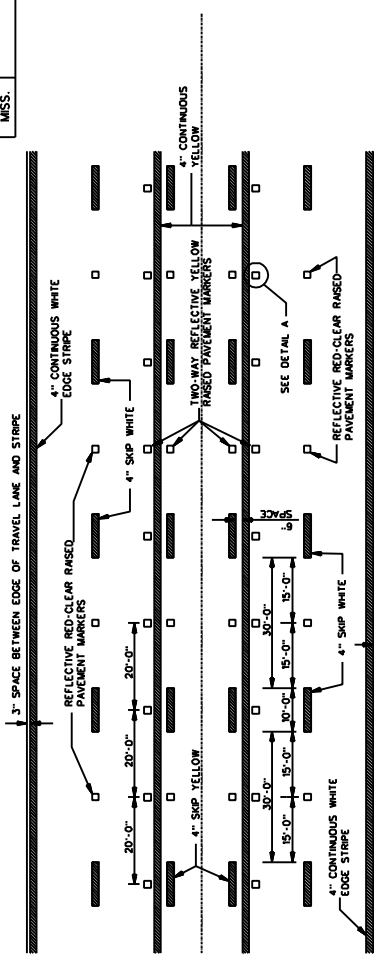 MISS.
3" SPACE BETWEEN EDGE OF TRAVEL LANE AND STRIPE
4" CONTINUOUS WHITE
EDGE STRIPE
REFLECTIVE RED-CLEAR RAISED
PAVEMENT MARKERS
4" SKIP WHITE
4" CONTINUOUS
YELLOW
20'-0"
20'-0"
20'-0"
TWO-WAY REFLECTIVE YELLOW
RAISED PAVEMENT MARKERS
4" SKIP YELLOW
6"
SPACE
SEE DETAIL A
30'-0"
30'-0"
15'-0"
15'-0"
10'-0"
15'-0"
15'-0"
REFLECTIVE RED-CLEAR RAISED
PAVEMENT MARKERS
4" SKIP WHITE
4" CONTINUOUS WHITE
EDGE STRIPE